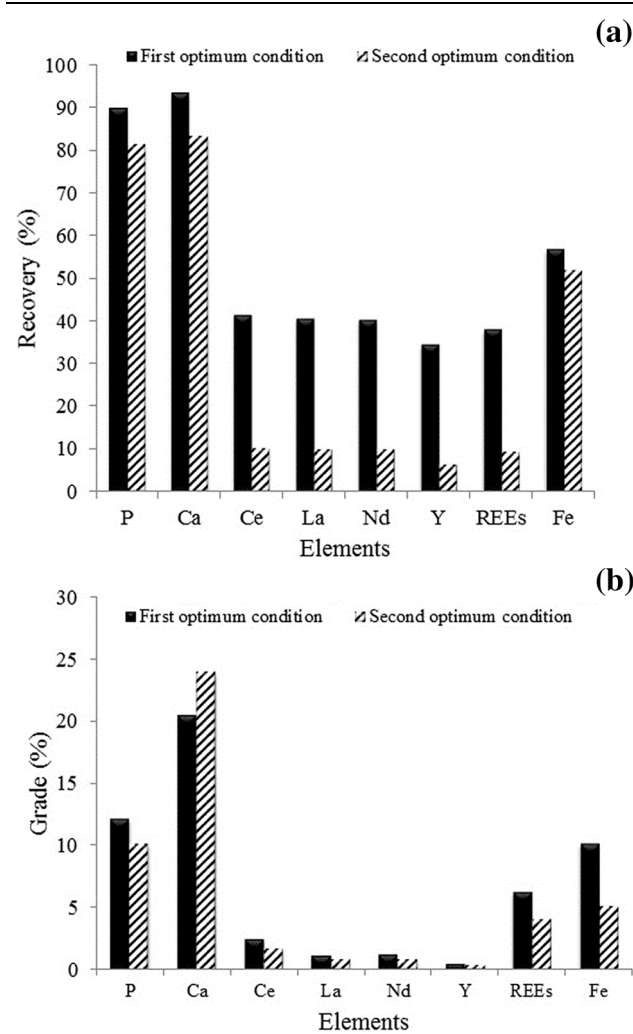 (a)
First optimum condition Second optimum condition
100
90
80
70
60
50
40
30
20
10
0
Recovery (%)
P Ca Ce La Nd Y REEs Fe
Elements
(b)
30
First optimum condition Second optimum condition
25
20
15
10
5
0
Grade (%)
P Ca Ce La Nd Y REEs Fe
Elements